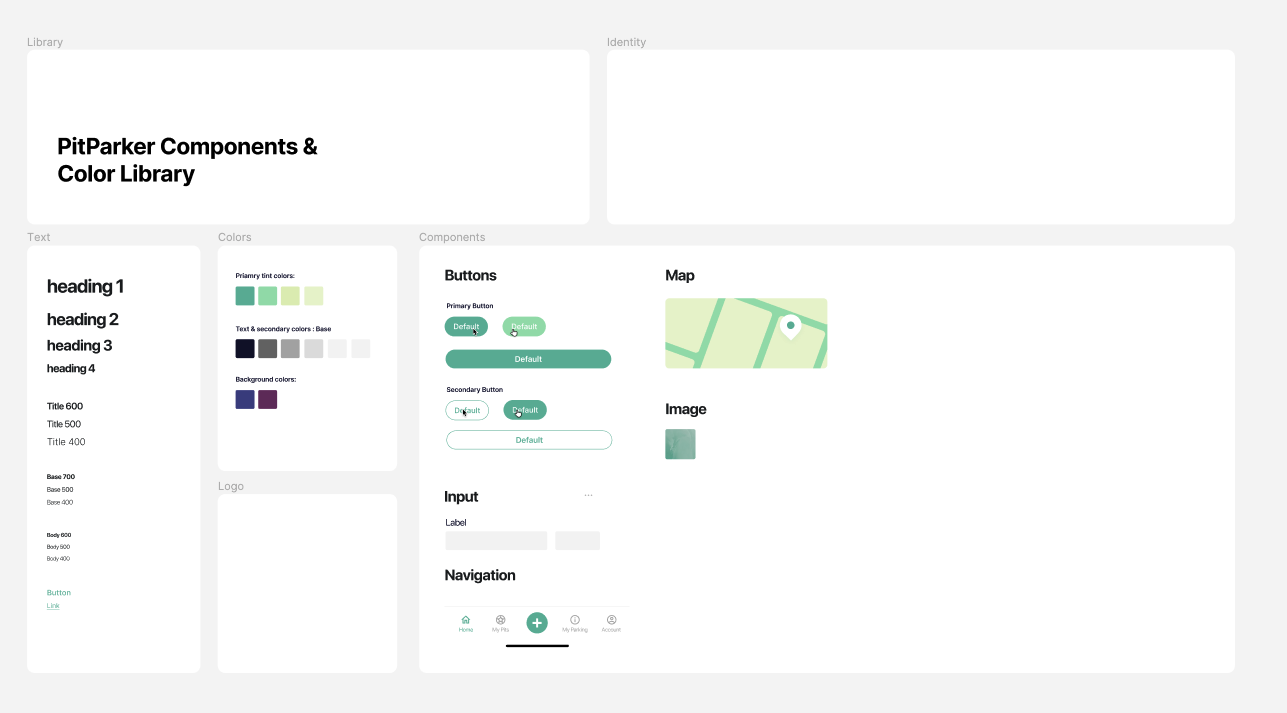 Library
Identity
PitParker Components &
Color Library
Text
Colors
Components
heading 1
heading 2
heading 3
heading 4
Title 600
Title 500
Title 400
Base 700
Base 500
Base 400
Body 600
Body 500
Body 400
Button
Link
Priamry tint colors:
Text & secondary colors : Base
Background colors:
Logo
Buttons
Primary Button
Default
Default
Default
Secondary Button
Default
Default
Default
Input
...
Label
Navigation
Home
My Pits
My Parking
Account
Map
Image